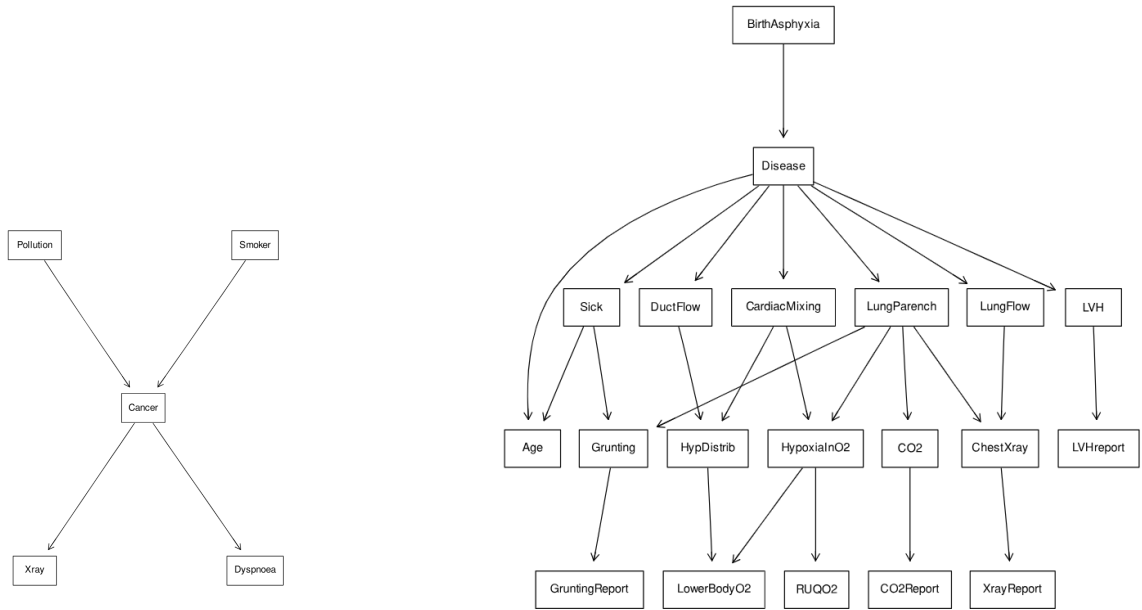 Pollution
Smoker
Cancer
Xray
Dyspnoea
BirthAsphyxia
Disease
Sick
DuctFlow
CardiacMixing
LungParench
LungFlow
LVH
Age
Grunting
HypDistrib
HypoxiaInO2
CO2
ChestXray
LVHreport
GruntingReport
LowerBodyO2
RUQO2
CO2Report
XrayReport